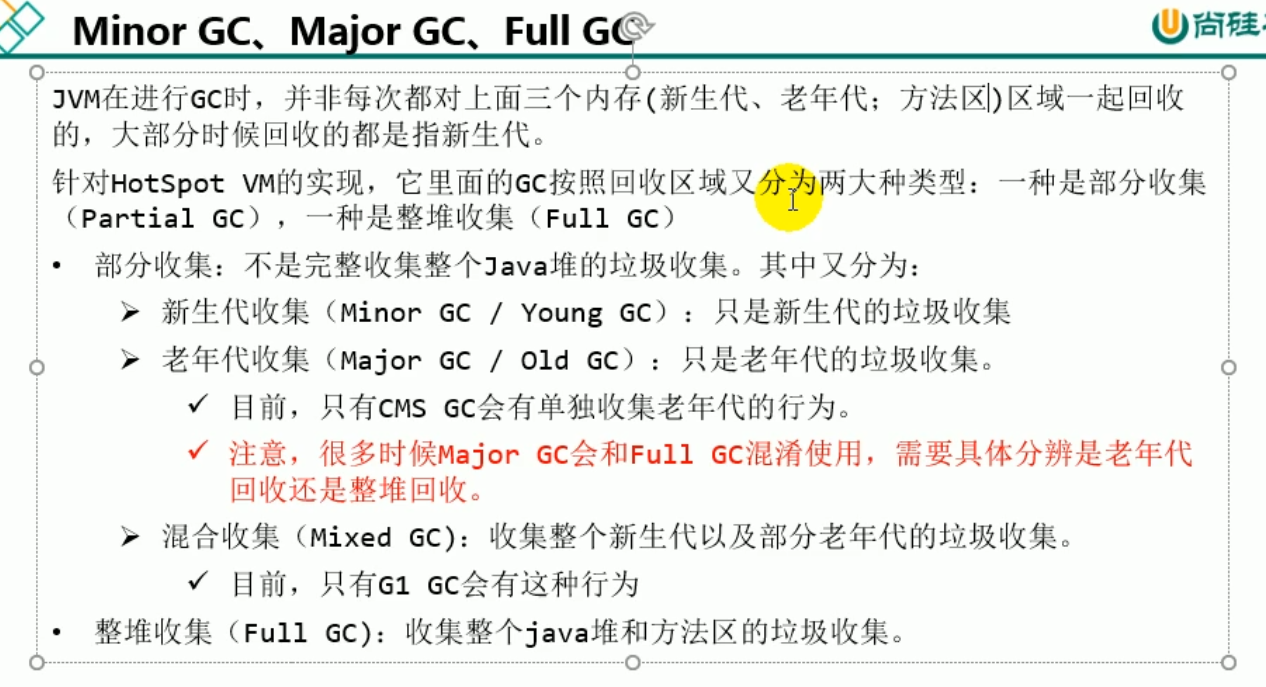 Minor GC、Major GC、Full GC
尚硅
JVM在进行GC时，并非每次都对上面三个内存(新生代、老年代；方法区)区域一起回收
的，大部分时候回收的都是指新生代。
针对HotSpot VM的实现，它里面的GC按照回收区域又分为两大种类型：一种是部分收集
（Partial GC），一种是整堆收集（Full GC）
• 部分收集：不是完整收集整个Java堆的垃圾收集。其中又分为：
➢ 新生代收集（Minor GC / Young GC）：只是新生代的垃圾收集
➢ 老年代收集（Major GC / Old GC）：只是老年代的垃圾收集。
✓ 目前，只有CMS GC会有单独收集老年代的行为。
✓ 注意，很多时候Major GC会和Full GC混淆使用，需要具体分辨是老年代
回收还是整堆回收。
➢ 混合收集（Mixed GC)：收集整个新生代以及部分老年代的垃圾收集。
✓ 目前，只有G1 GC会有这种行为
• 整堆收集（Full GC)：收集整个java堆和方法区的垃圾收集。